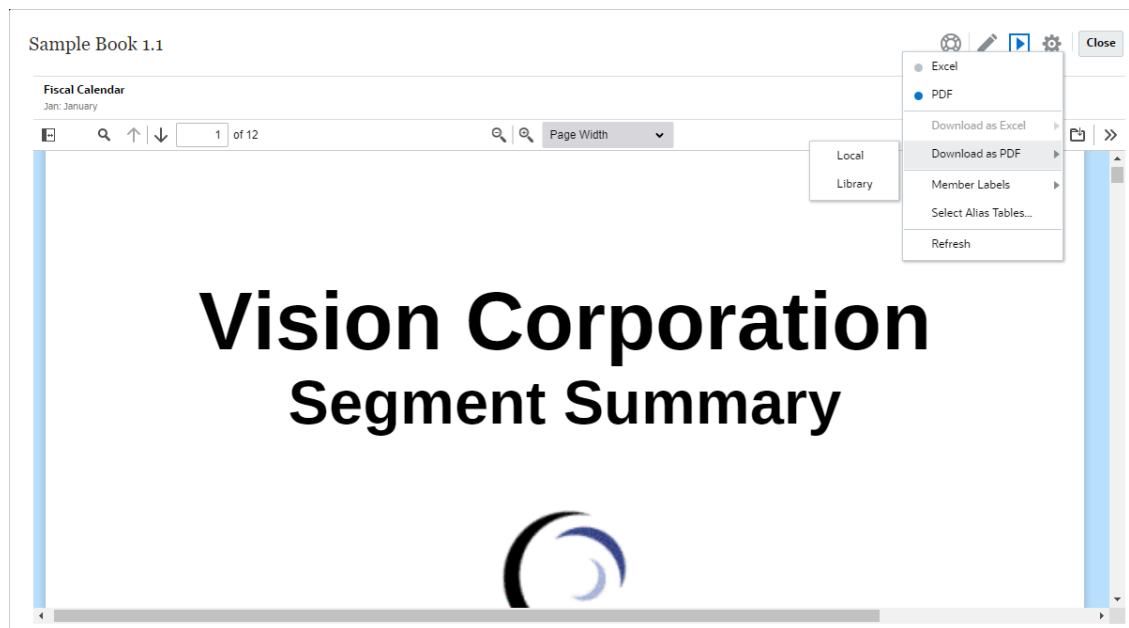 Sample Book 1.1
Close
Fiscal Calendar
Jan: January
1 of 12
Page Width
Excel
PDF
Download as Excel
Download as PDF
Local
Library
Member Labels
Select Alias Tables...
Refresh
Vision Corporation
Segment Summary